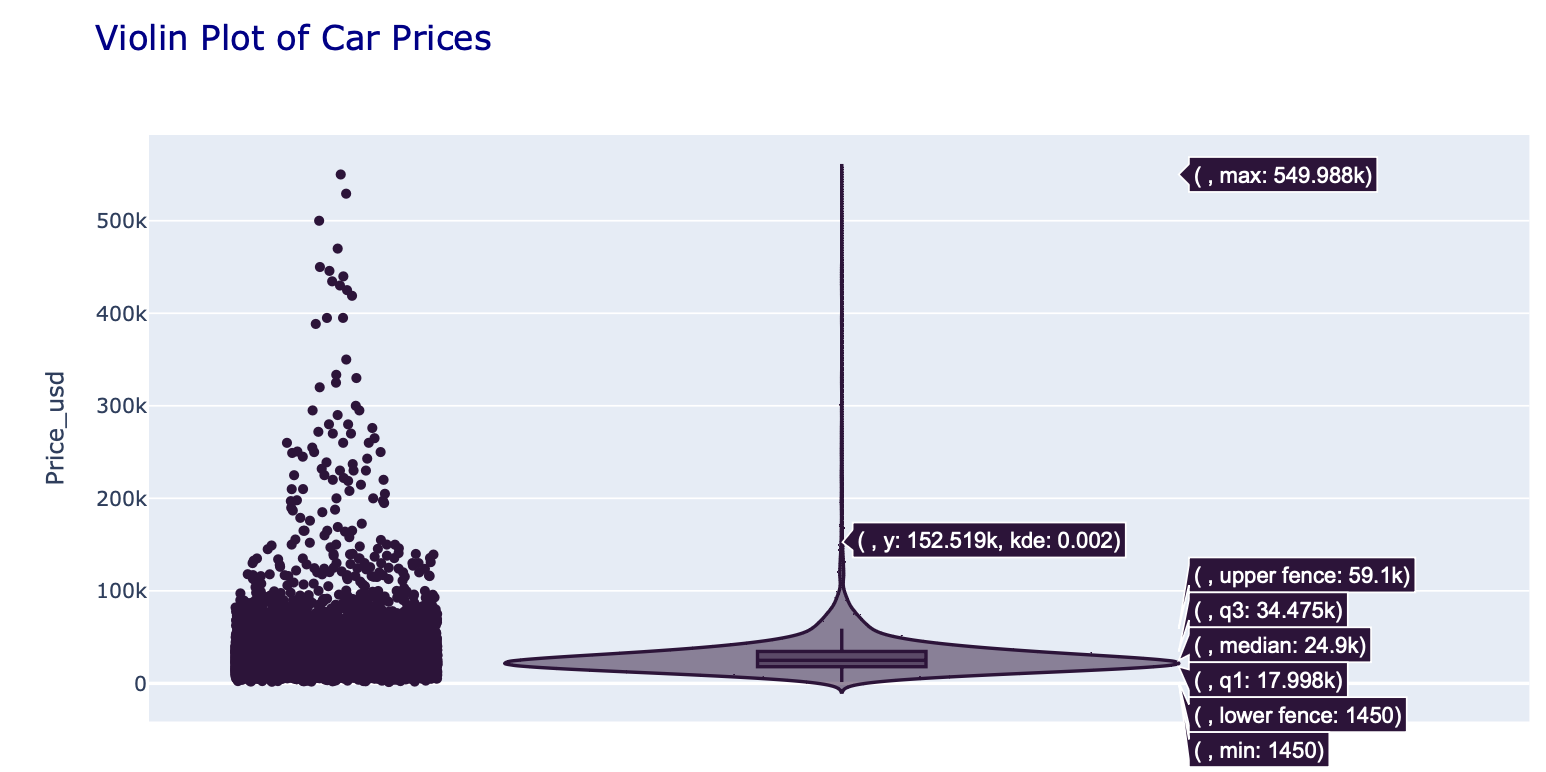 Violin Plot of Car Prices
( , max: 549.988k)
500k
400k
300k
Price_usd
200k
( , y: 152.519k, kde: 0.002)
( , upper fence: 59.1k)
100k
( , q3: 34.475k)
( , median: 24.9k)
0
( , q1: 17.998k)
( , lower fence: 1450)
( , min: 1450)